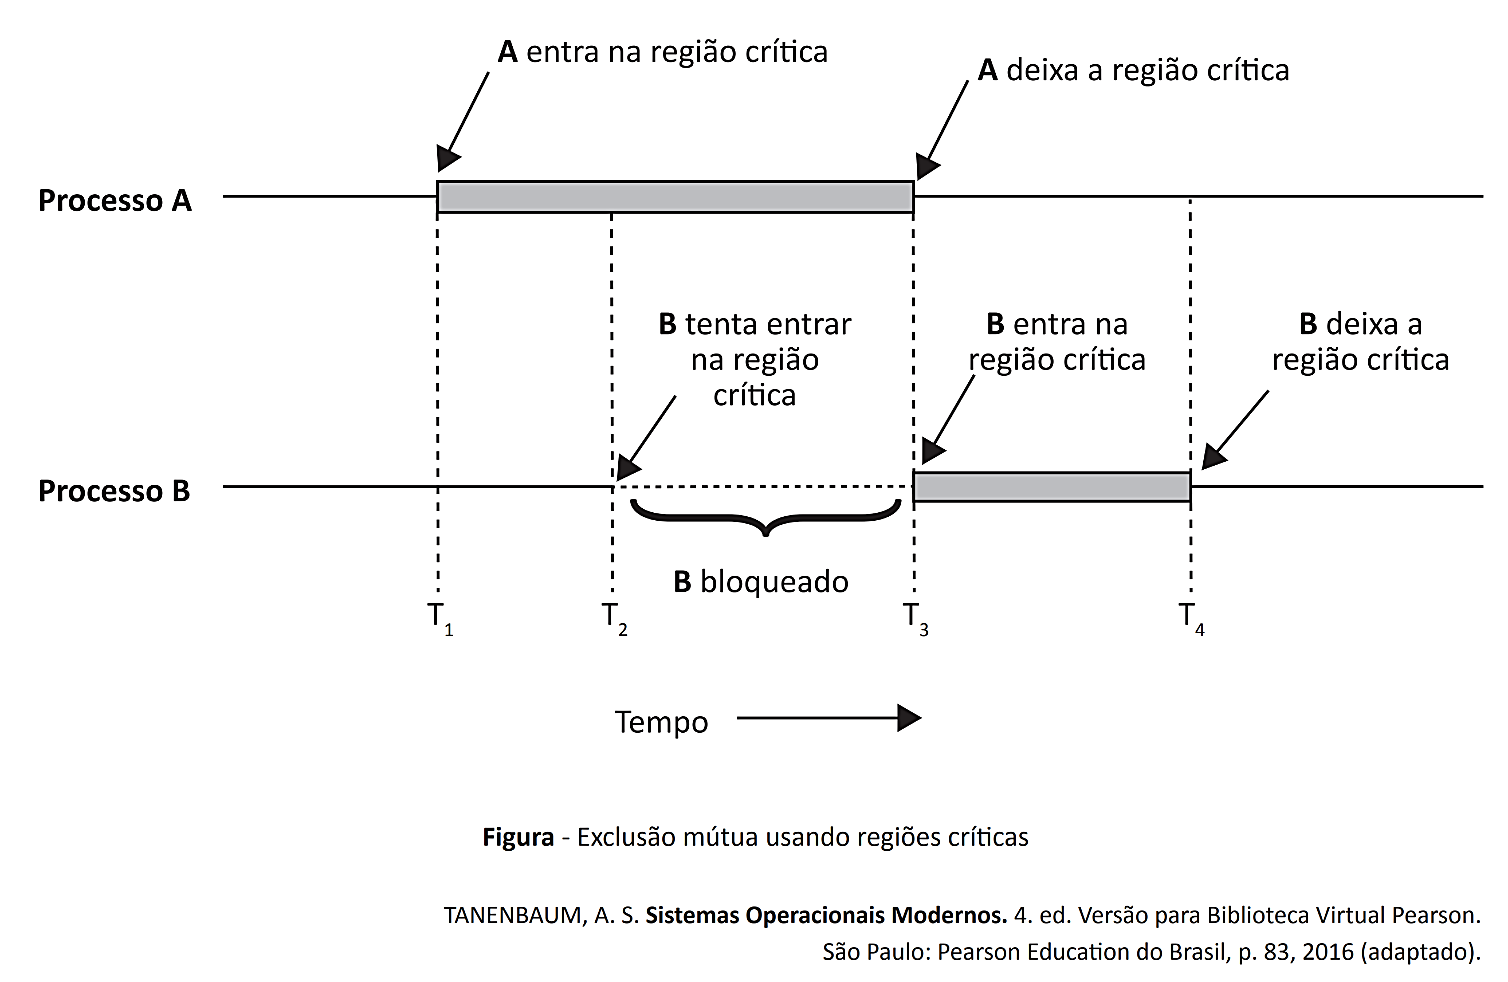 A entra na região crítica
A deixa a região crítica
Processo A
B tenta entrar
na região
crítica
B entra na
região crítica
B deixa a
região crítica
Processo B
B bloqueado
T1
T2
T3
T4
Tempo
Figura - Exclusão mútua usando regiões críticas
TANENBAUM, A. S. Sistemas Operacionais Modernos. 4. ed. Versão para Biblioteca Virtual Pearson.
São Paulo: Pearson Education do Brasil, p. 83, 2016 (adaptado).